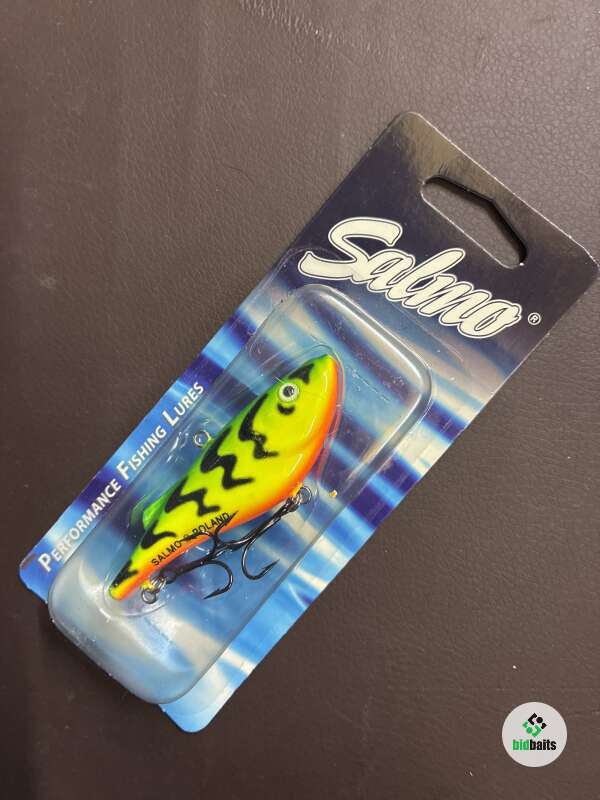 Salmo®
PERFORMANCE FISHING LURES
SALMO ® POLAND
bidbaits